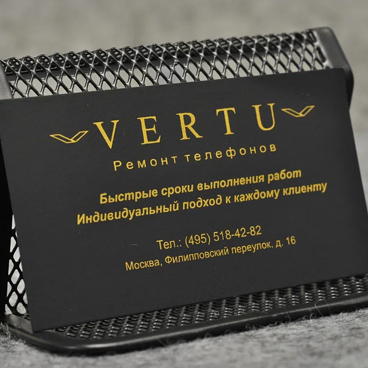 VERTU
Ремонт телефонов
Быстрые сроки выполнения работ
Индивидуальный подход к каждому клиенту
Тел.: (495) 518-42-82
Москва, Филипповский переулок, д. 16